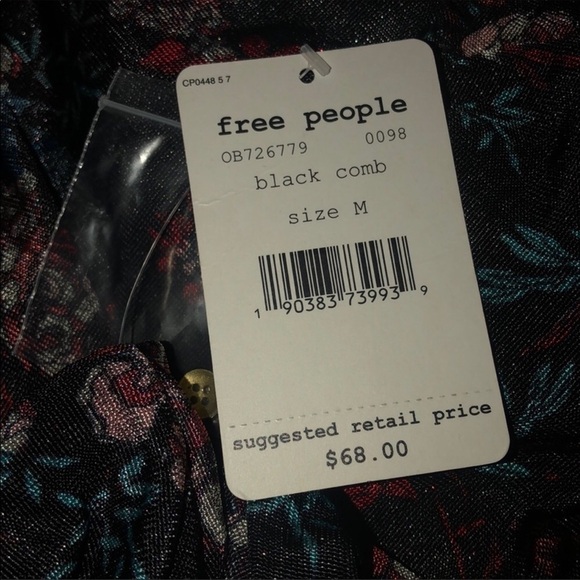 CP0448 5 7
free people
OB726779 0098
black comb
size M
1 90383 73993 9
suggested retail price
$68.00